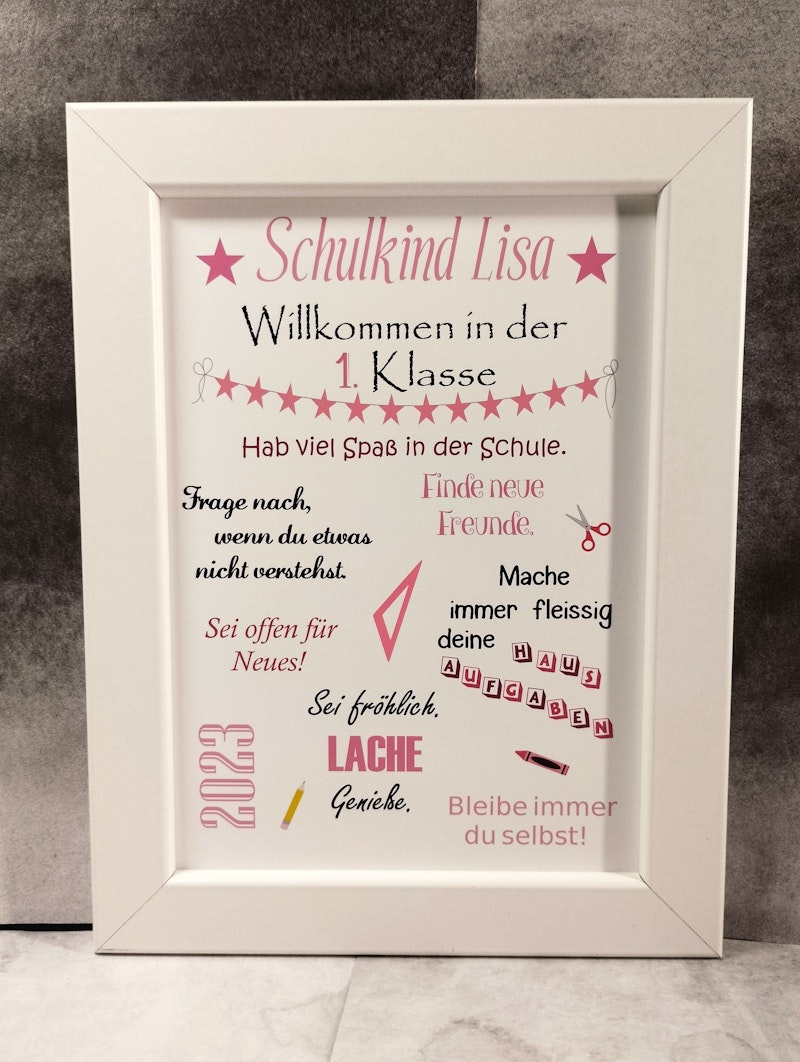 Schulkind Lisa
Willkommen in der
1. Klasse
Hab viel Spaß in der Schule.
Frage nach,
wenn du etwas
nicht verstehst.
Finde neue
Freunde.
Mache
immer fleissig
deine HAUS
AUFGABEN
Sei offen für
Neues!
Sei fröhlich.
LACHE
Genieße.
2023
Bleibe immer
du selbst!